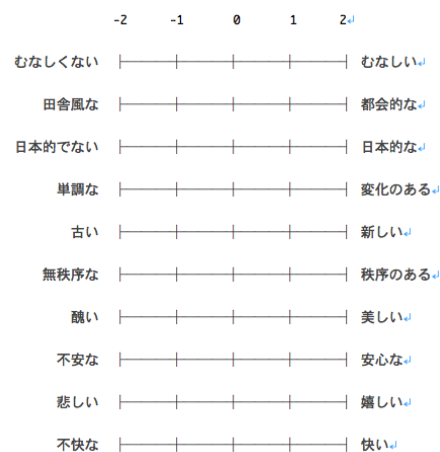 -2 -1 0 1 2
むなしくない むなしい
田舎風な 都会的な
日本的でない 日本的な
単調な 変化のある
古い 新しい
無秩序な 秩序のある
醜い 美しい
不安な 安心な
悲しい 嬉しい
不快な 快い